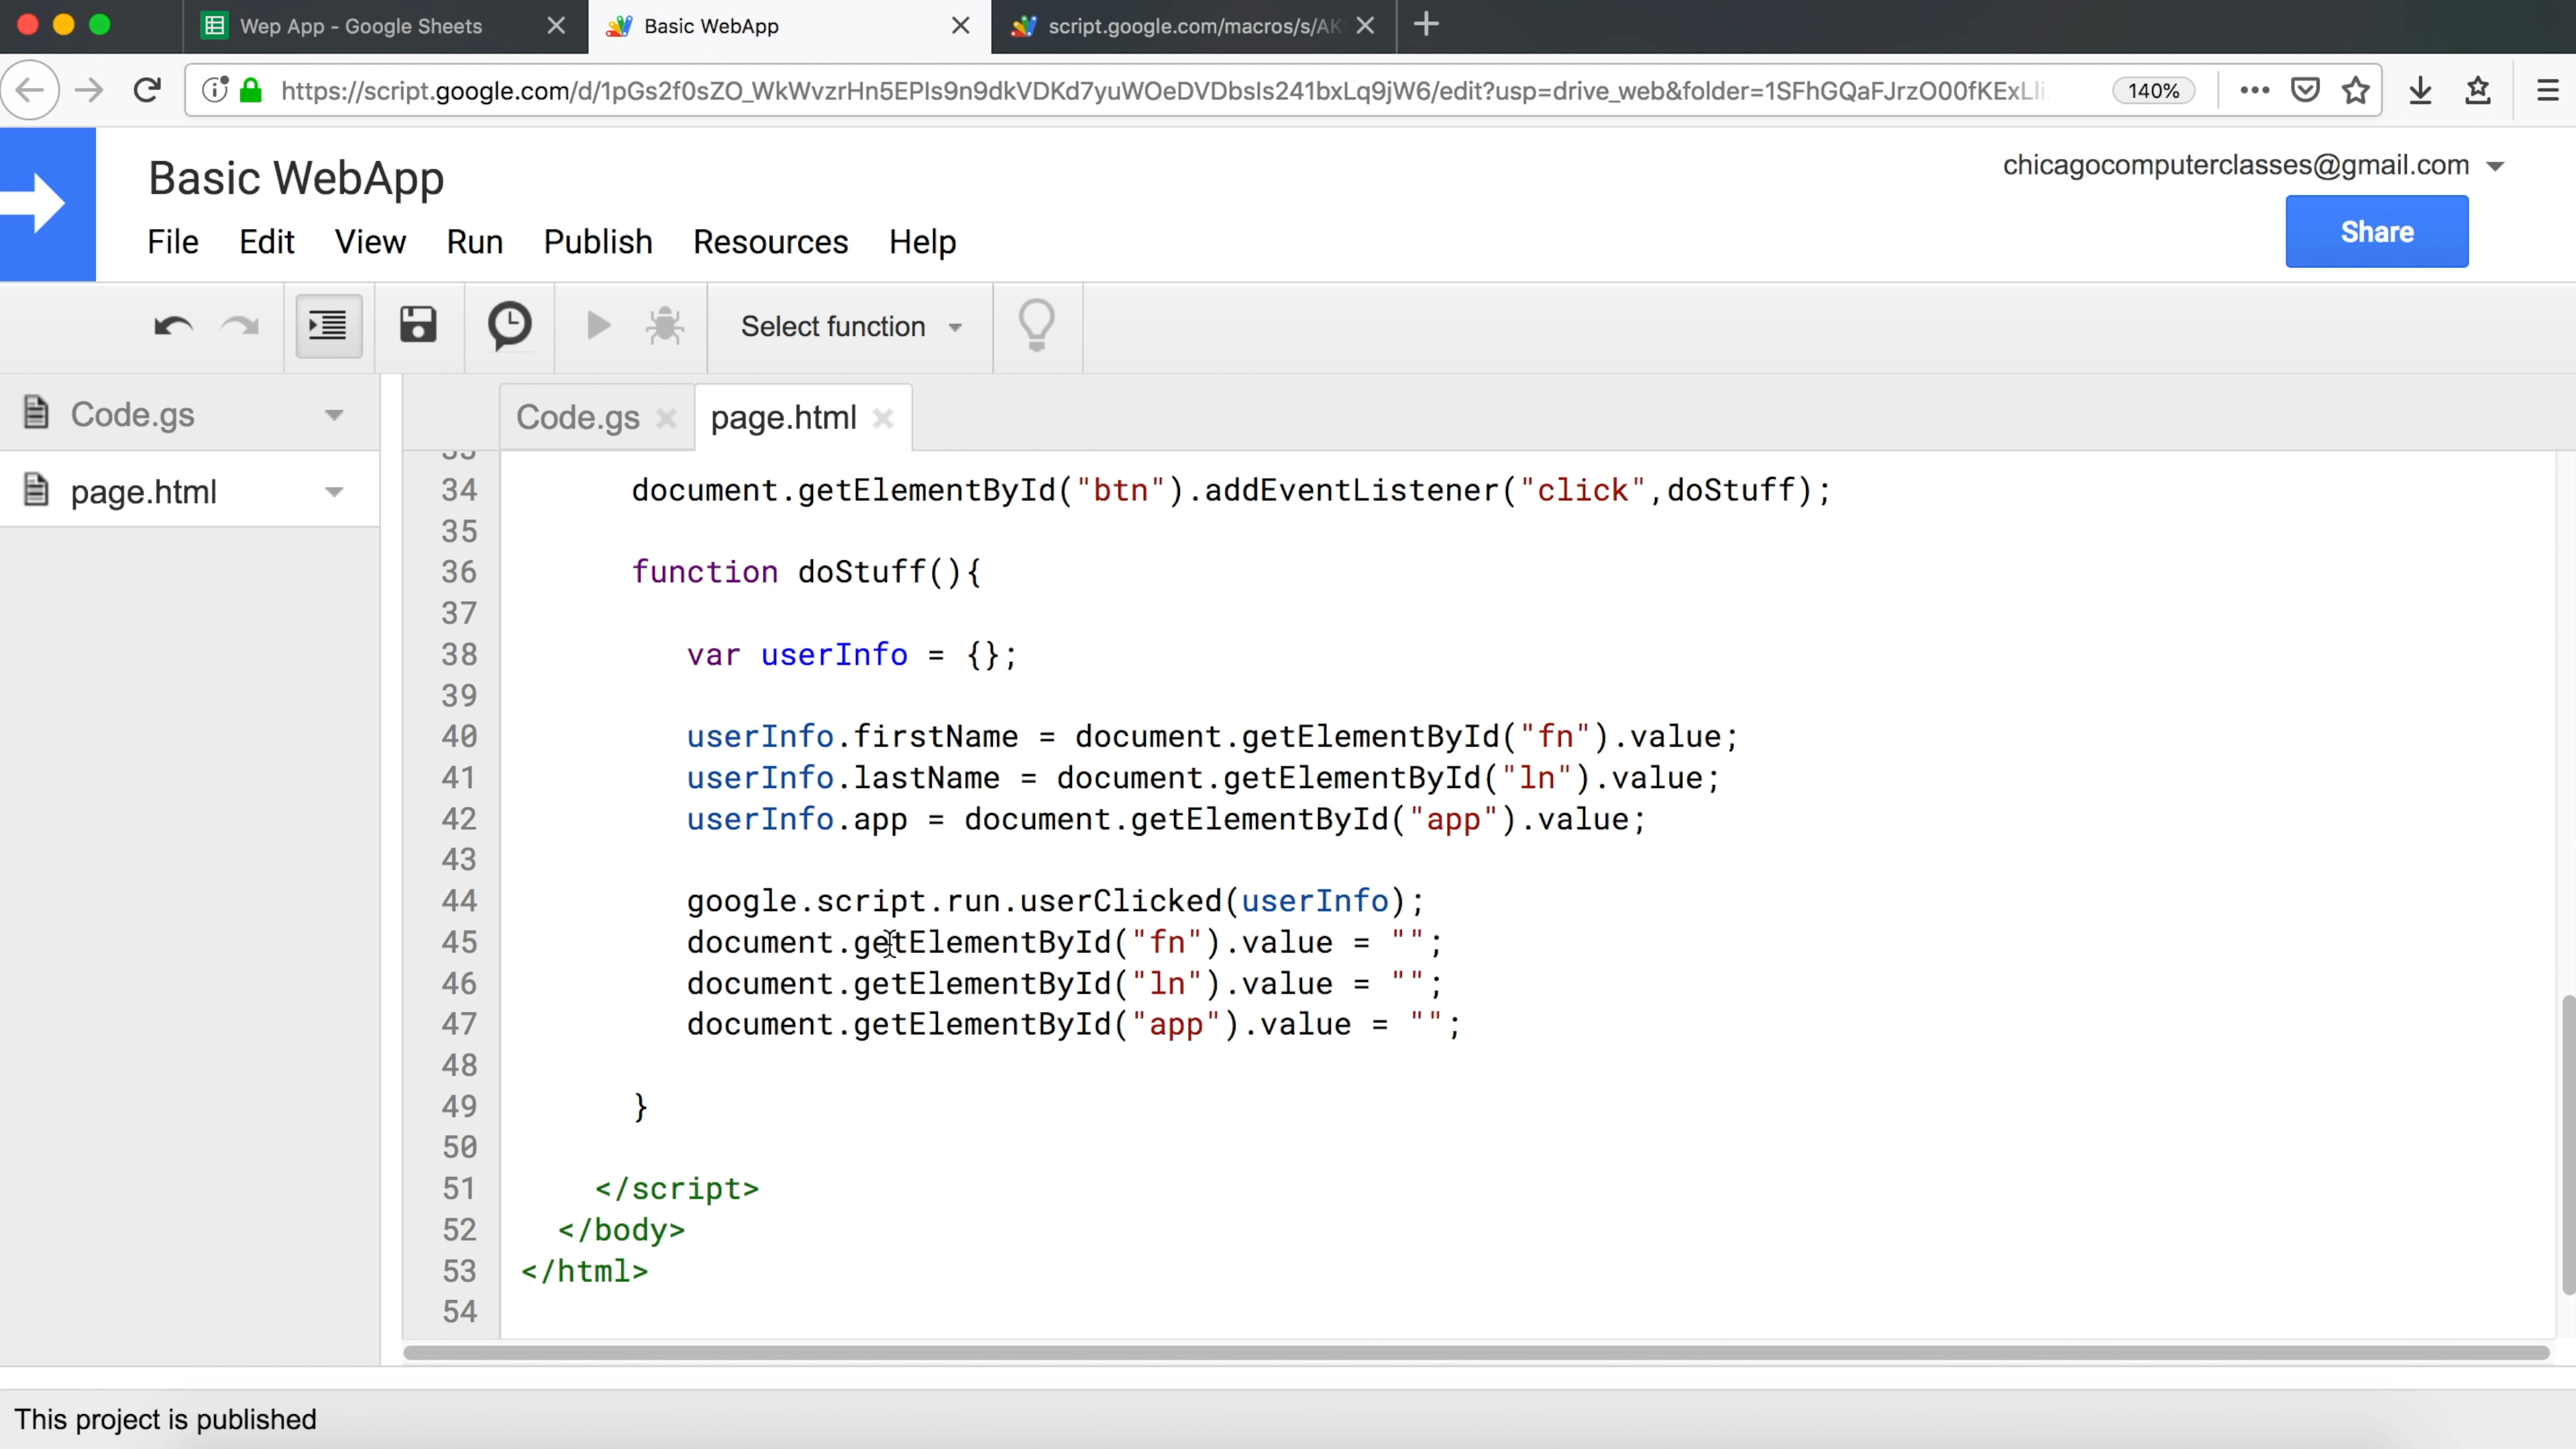 Wep App - Google Sheets
Basic WebApp
script.google.com/macros/s/AK
https://script.google.com/d/1pGs2f0sZO_WkWvzrHn5EPIs9n9dkVDKd7yuWOeDVDbsIs241bxLq9jW6/edit?usp=drive_web&folder=1SFhGQaFJrzO00fKExLli
140%
Basic WebApp
chicagocomputerclasses@gmail.com
File Edit View Run Publish Resources Help
Share
Select function
Code.gs
page.html
Code.gs
page.html
33
34 document.getElementById("btn").addEventListener("click",doStuff);
35
36 function doStuff(){
37
38 var userInfo = {};
39
40 userInfo.firstName = document.getElementById("fn").value;
41 userInfo.lastName = document.getElementById("ln").value;
42 userInfo.app = document.getElementById("app").value;
43
44 google.script.run.userClicked(userInfo);
45 document.getElementById("fn").value = "";
46 document.getElementById("ln").value = "";
47 document.getElementById("app").value = "";
48
49 }
50
51 </script>
52 </body>
53 </html>
54
This project is published